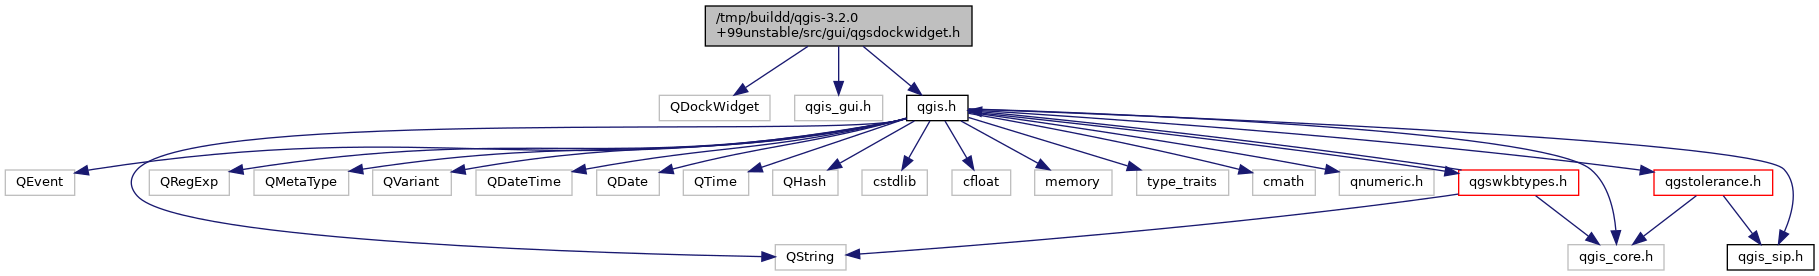 /tmp/buildd/qgis-3.2.0
+99unstable/src/gui/qgsdockwidget.h
QDockWidget
qgis_gui.h
qgis.h
QEvent
QRegExp
QMetaType
QVariant
QDateTime
QDate
QTime
QHash
cstdlib
cfloat
memory
type_traits
cmath
qnumeric.h
qgswkbtypes.h
qgstolerance.h
QString
qgis_core.h
qgis_sip.h